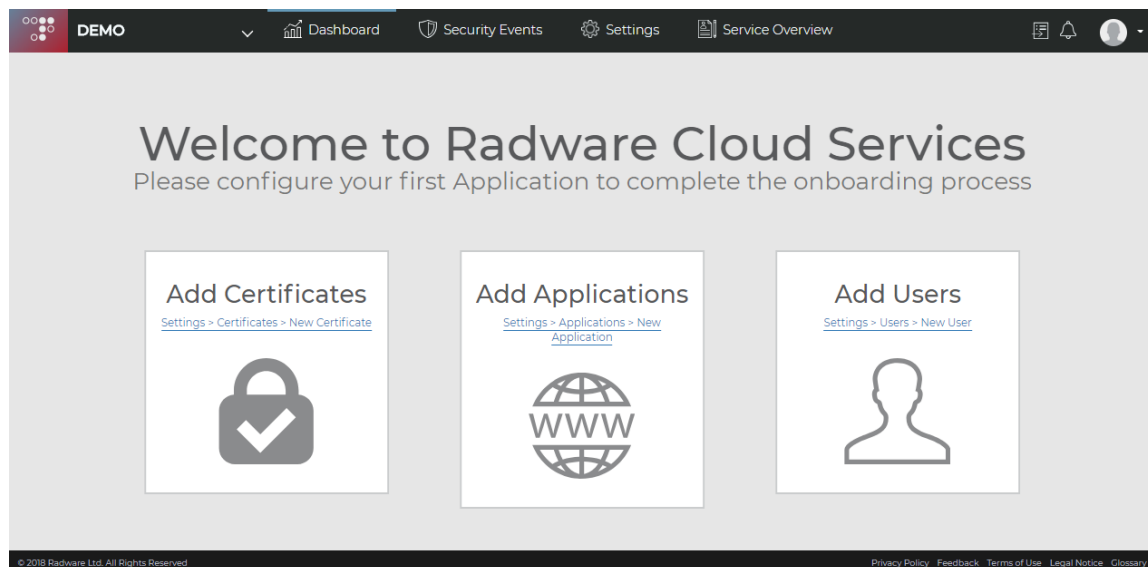 DEMO Dashboard Security Events Settings Service Overview
Welcome to Radware Cloud Services
Please configure your first Application to complete the onboarding process
Add Certificates
Settings > Certificates > New Certificate
Add Applications
Settings > Applications > New
Application
WWW
Add Users
Settings > Users > New User
© 2018 Radware Ltd. All Rights Reserved Privacy Policy Feedback Terms of Use Legal Notice Glossary